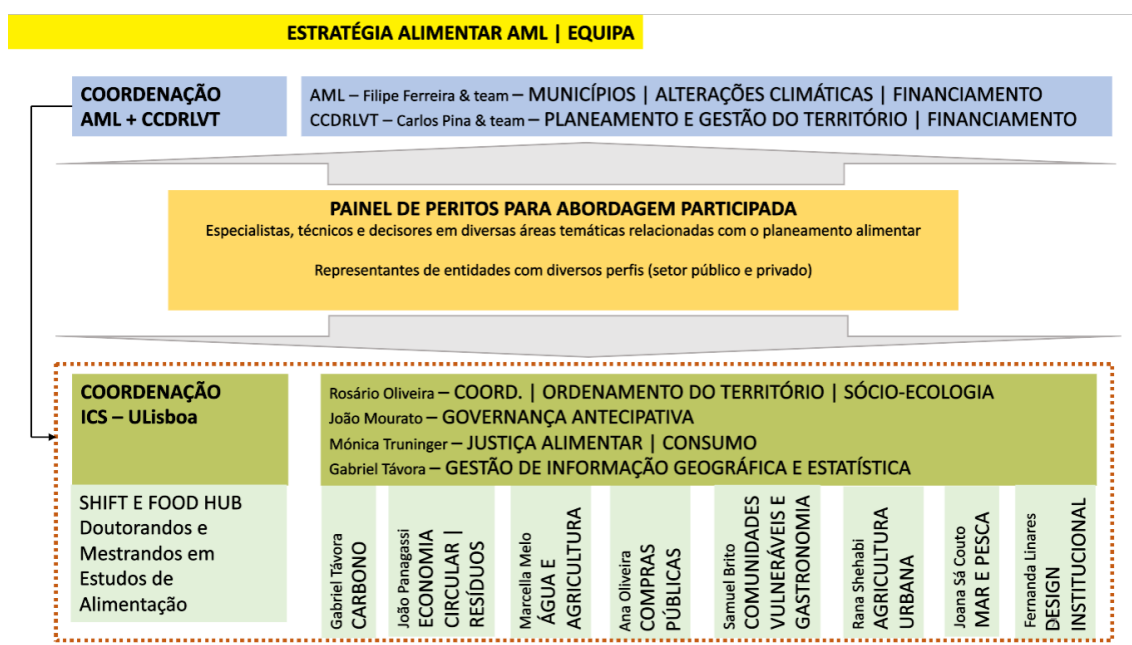 ESTRATÉGIA ALIMENTAR AML | EQUIPA
COORDENAÇÃO
AML + CCDRLVT
AML – Filipe Ferreira & team – MUNICÍPIOS | ALTERAÇÕES CLIMÁTICAS | FINANCIAMENTO
CCDRLVT – Carlos Pina & team – PLANEAMENTO E GESTÃO DO TERRITÓRIO | FINANCIAMENTO
PAINEL DE PERITOS PARA ABORDAGEM PARTICIPADA
Especialistas, técnicos e decisores em diversas áreas temáticas relacionadas com o planeamento alimentar
Representantes de entidades com diversos perfis (setor público e privado)
COORDENAÇÃO
ICS – ULisboa
Rosário Oliveira – COORD. | ORDENAMENTO DO TERRITÓRIO | SÓCIO-ECOLOGIA
João Mourato – GOVERNANÇA ANTECIPATIVA
Mónica Truninger – JUSTIÇA ALIMENTAR | CONSUMO
Gabriel Távora – GESTÃO DE INFORMAÇÃO GEOGRÁFICA E ESTATÍSTICA
SHIFT E FOOD HUB
Doutorandos e
Mestrandos em
Estudos de
Alimentação
Gabriel Távora
CARBONO
João Panagassi
ECONOMIA
CIRCULAR |
RESÍDUOS
Marcella Melo
ÁGUA E
AGRICULTURA
Ana Oliveira
COMPRAS
PÚBLICAS
Samuel Brito
COMUNIDADES
VULNERÁVEIS E
GASTRONOMIA
Rana Shehabi
AGRICULTURA
URBANA
Joana Sá Couto
MAR E PESCA
Fernanda Linares
DESIGN
INSTITUCIONAL